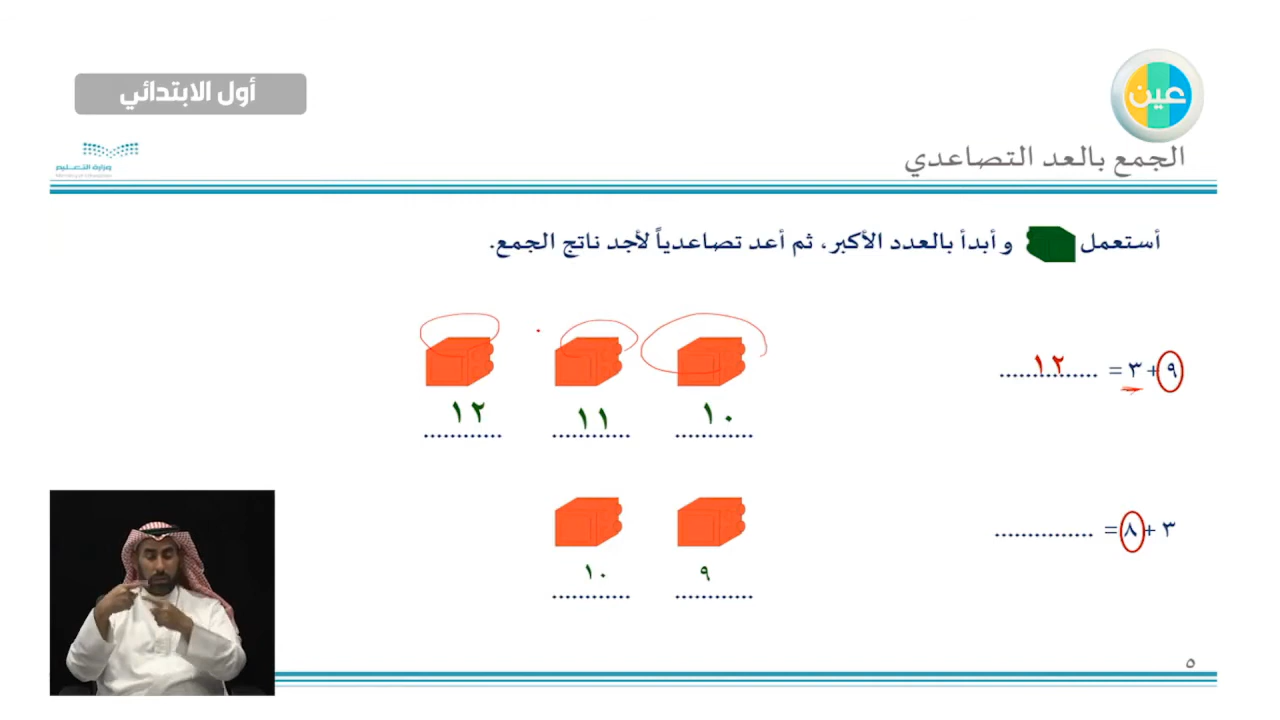 أول الابتدائي
عين
وزارة التعليم
الجمع بالعد التصاعدي
أستعمل وأبدأ بالعدد الأكبر، ثم أعد تصاعدياً لأجد ناتج الجمع.
٩ + ٣ = ١٢
١٠ ١١ ١٢
٣ + ٨ = ...............
٩ ١٠
٥